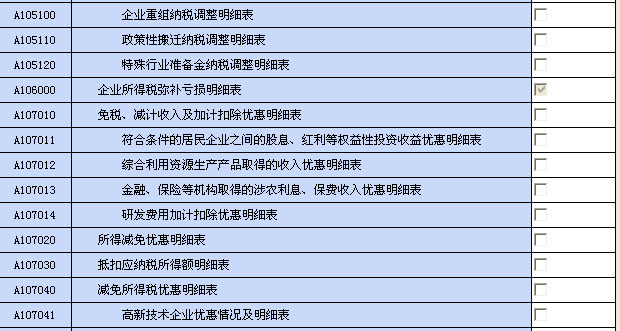 A105100 企业重组纳税调整明细表
A105110 政策性搬迁纳税调整明细表
A105120 特殊行业准备金纳税调整明细表
A106000 企业所得税弥补亏损明细表
A107010 免税、减计收入及加计扣除优惠明细表
A107011 符合条件的居民企业之间的股息、红利等权益性投资收益优惠明细表
A107012 综合利用资源生产产品取得的收入优惠明细表
A107013 金融、保险等机构取得的涉农利息、保费收入优惠明细表
A107014 研发费用加计扣除优惠明细表
A107020 所得减免优惠明细表
A107030 抵扣应纳税所得额明细表
A107040 减免所得税优惠明细表
A107041 高新技术企业优惠情况及明细表